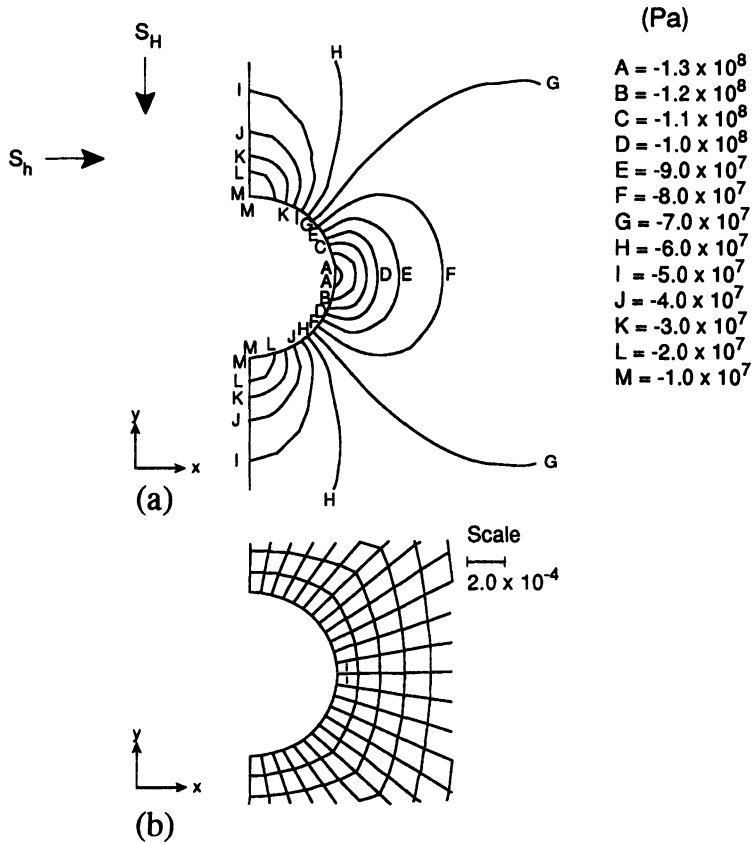 S_H
S_h
H
G
I
J
K
L
M
M
K
I
G
E
C
A
A
B
D
F
H
J
L
M
D
E
F
M
L
K
J
I
H
G
y
x
(a)
(Pa)
A = -1.3 x 10^8
B = -1.2 x 10^8
C = -1.1 x 10^8
D = -1.0 x 10^8
E = -9.0 x 10^7
F = -8.0 x 10^7
G = -7.0 x 10^7
H = -6.0 x 10^7
I = -5.0 x 10^7
J = -4.0 x 10^7
K = -3.0 x 10^7
L = -2.0 x 10^7
M = -1.0 x 10^7
Scale
2.0 x 10^-4
y
x
(b)